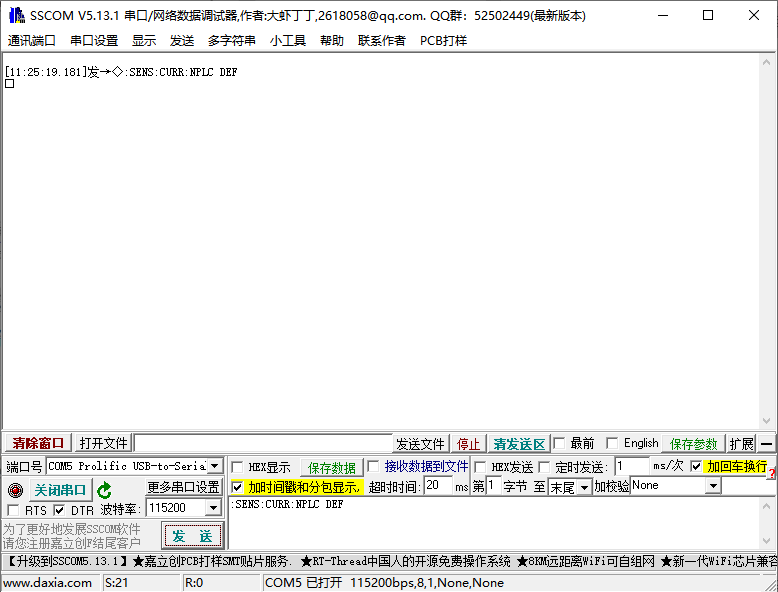 SSCOM V5.13.1 串口/网络数据调试器,作者:大虾丁丁,2618058@qq.com. QQ群：52502449(最新版本)
通讯端口 串口设置 显示 发送 多字符串 小工具 帮助 联系作者 PCB打样
[11:25:19.181]发→◇:SENS:CURR:NPLC DEF
□
清除窗口 打开文件 发送文件 停止 清发送区 最前 English 保存参数 扩展 —
端口号 COM5 Prolific USB-to-Seria HEX显示 保存数据 接收数据到文件 HEX发送 定时发送: 1 ms/次 加回车换行
关闭串口 更多串口设置 加时间戳和分包显示, 超时时间: 20 ms 第 1 字节 至 末尾 加校验 None
RTS DTR 波特率: 115200 :SENS:CURR:NPLC DEF
为了更好地发展SSCOM软件
请您注册嘉立创F结尾客户 发 送
【升级到SSCOM5.13.1】★嘉立创PCB打样SMT贴片服务. ★RT-Thread中国人的开源免费操作系统 ★8KM远距离WiFi可自组网 ★新一代WiFi芯片兼容
www.daxia.com S:21 R:0 COM5 已打开 115200bps,8,1,None,None